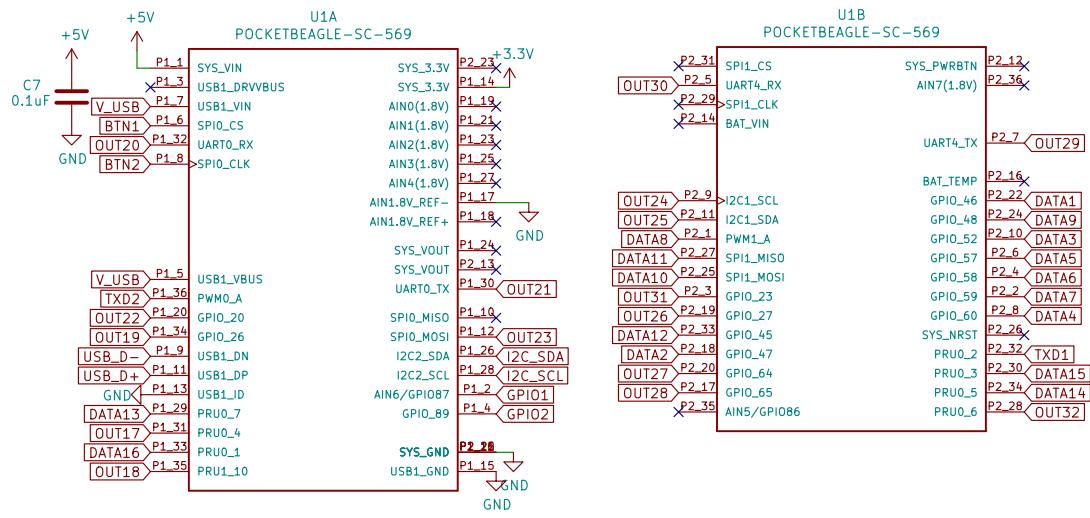 +5V
+5V
C7
0.1uF
GND
U1A
POCKETBEAGLE-SC-569
+3.3V
P1_1 SYS_VIN
P1_3 USB1_DRVVBUS
V_USB P1_7 USB1_VIN
BTN1 P1_6 SPI0_CS
OUT20 P1_32 UART0_RX
BTN2 P1_8 SPI0_CLK
V_USB P1_5 USB1_VBUS
TXD2 P1_36 PWM0_A
OUT22 P1_20 GPIO_20
OUT19 P1_34 GPIO_26
USB_D- P1_9 USB1_DN
USB_D+ P1_11 USB1_DP
GND P1_13 USB1_ID
DATA13 P1_29 PRU0_7
OUT17 P1_31 PRU0_4
DATA16 P1_33 PRU0_1
OUT18 P1_35 PRU1_10
SYS_3.3V P2_23
SYS_3.3V P1_14
AIN0(1.8V) P1_19
AIN1(1.8V) P1_21
AIN2(1.8V) P1_23
AIN3(1.8V) P1_25
AIN4(1.8V) P1_27
AIN1.8V_REF- P1_17
GND
AIN1.8V_REF+ P1_18
SYS_VOUT P1_24
SYS_VOUT P2_13
UART0_TX P1_30 OUT21
SPI0_MISO P1_10
SPI0_MOSI P1_12 OUT23
I2C2_SDA P1_26 I2C_SDA
I2C2_SCL P1_28 I2C_SCL
AIN6/GPIO87 P1_2 GPIO1
GPIO_89 P1_4 GPIO2
SYS_GND
GND
USB1_GND P1_15
GND
U1B
POCKETBEAGLE-SC-569
P2_31 SPI1_CS
OUT30 P2_5 UART4_RX
P2_29 SPI1_CLK
P2_14 BAT_VIN
OUT24 P2_9 I2C1_SCL
OUT25 P2_11 I2C1_SDA
DATA8 P2_1 PWM1_A
DATA11 P2_27 SPI1_MISO
DATA10 P2_25 SPI1_MOSI
OUT31 P2_3 GPIO_23
OUT26 P2_19 GPIO_27
DATA12 P2_33 GPIO_45
DATA2 P2_18 GPIO_47
OUT27 P2_20 GPIO_64
OUT28 P2_17 GPIO_65
P2_35 AIN5/GPIO86
SYS_PWRBTN P2_12
AIN7(1.8V) P2_36
UART4_TX P2_7 OUT29
BAT_TEMP P2_16
GPIO_46 P2_22 DATA1
GPIO_48 P2_24 DATA9
GPIO_52 P2_10 DATA3
GPIO_57 P2_6 DATA5
GPIO_58 P2_4 DATA6
GPIO_59 P2_2 DATA7
GPIO_60 P2_8 DATA4
SYS_NRST P2_26
PRU0_2 P2_32 TXD1
PRU0_3 P2_30 DATA15
PRU0_5 P2_34 DATA14
PRU0_6 P2_28 OUT32